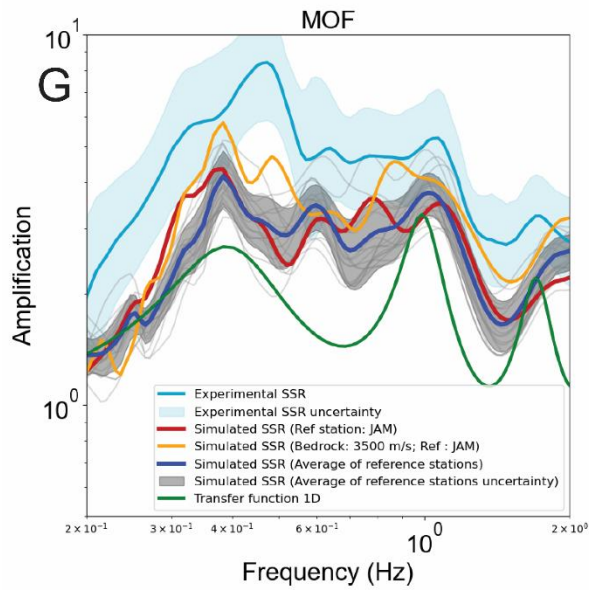 MOF
G
10¹
10⁰
Amplification
Experimental SSR
Experimental SSR uncertainty
Simulated SSR (Ref station: JAM)
Simulated SSR (Bedrock: 3500 m/s; Ref : JAM)
Simulated SSR (Average of reference stations)
Simulated SSR (Average of reference stations uncertainty)
Transfer function 1D
2 × 10⁻¹ 3 × 10⁻¹ 4 × 10⁻¹ 6 × 10⁻¹ 10⁰ 2 × 10⁰
Frequency (Hz)